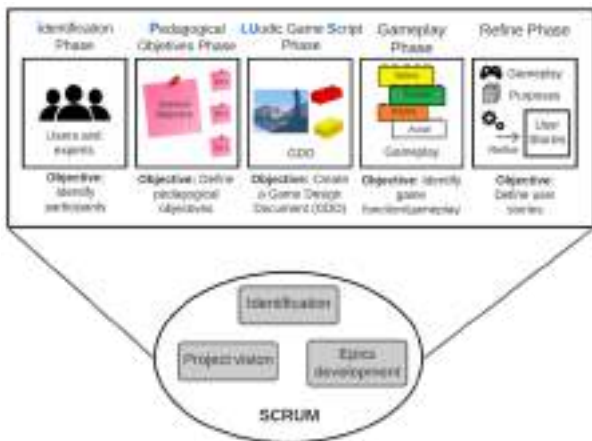 Identification
Phase
Pedagogical
Objetives Phase
LUudic Game Script
Phase
Gameplay
Phase
Refine Phase
Users and
experts
GDD
Gameplay
Gameplay
Purposes
Refine
User
Stories
Objective:
Identify
participants
Objective: Define
pedagogical
objectives
Objective: Create
a Game Design
Document (GDD)
Objective: Identify
game
function/gameplay
Objective:
Define user
stories
Identification
Project vision
Epics
development
SCRUM